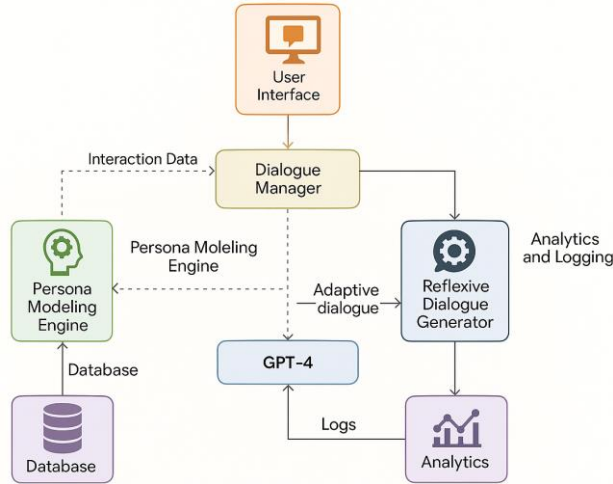 User
Interface
Interaction Data
Dialogue
Manager
Persona Moleling
Engine
Analytics
and Logging
Persona
Modeling
Engine
Adaptive
dialogue
Reflexive
Dialogue
Generator
GPT-4
Database
Logs
Database
Analytics